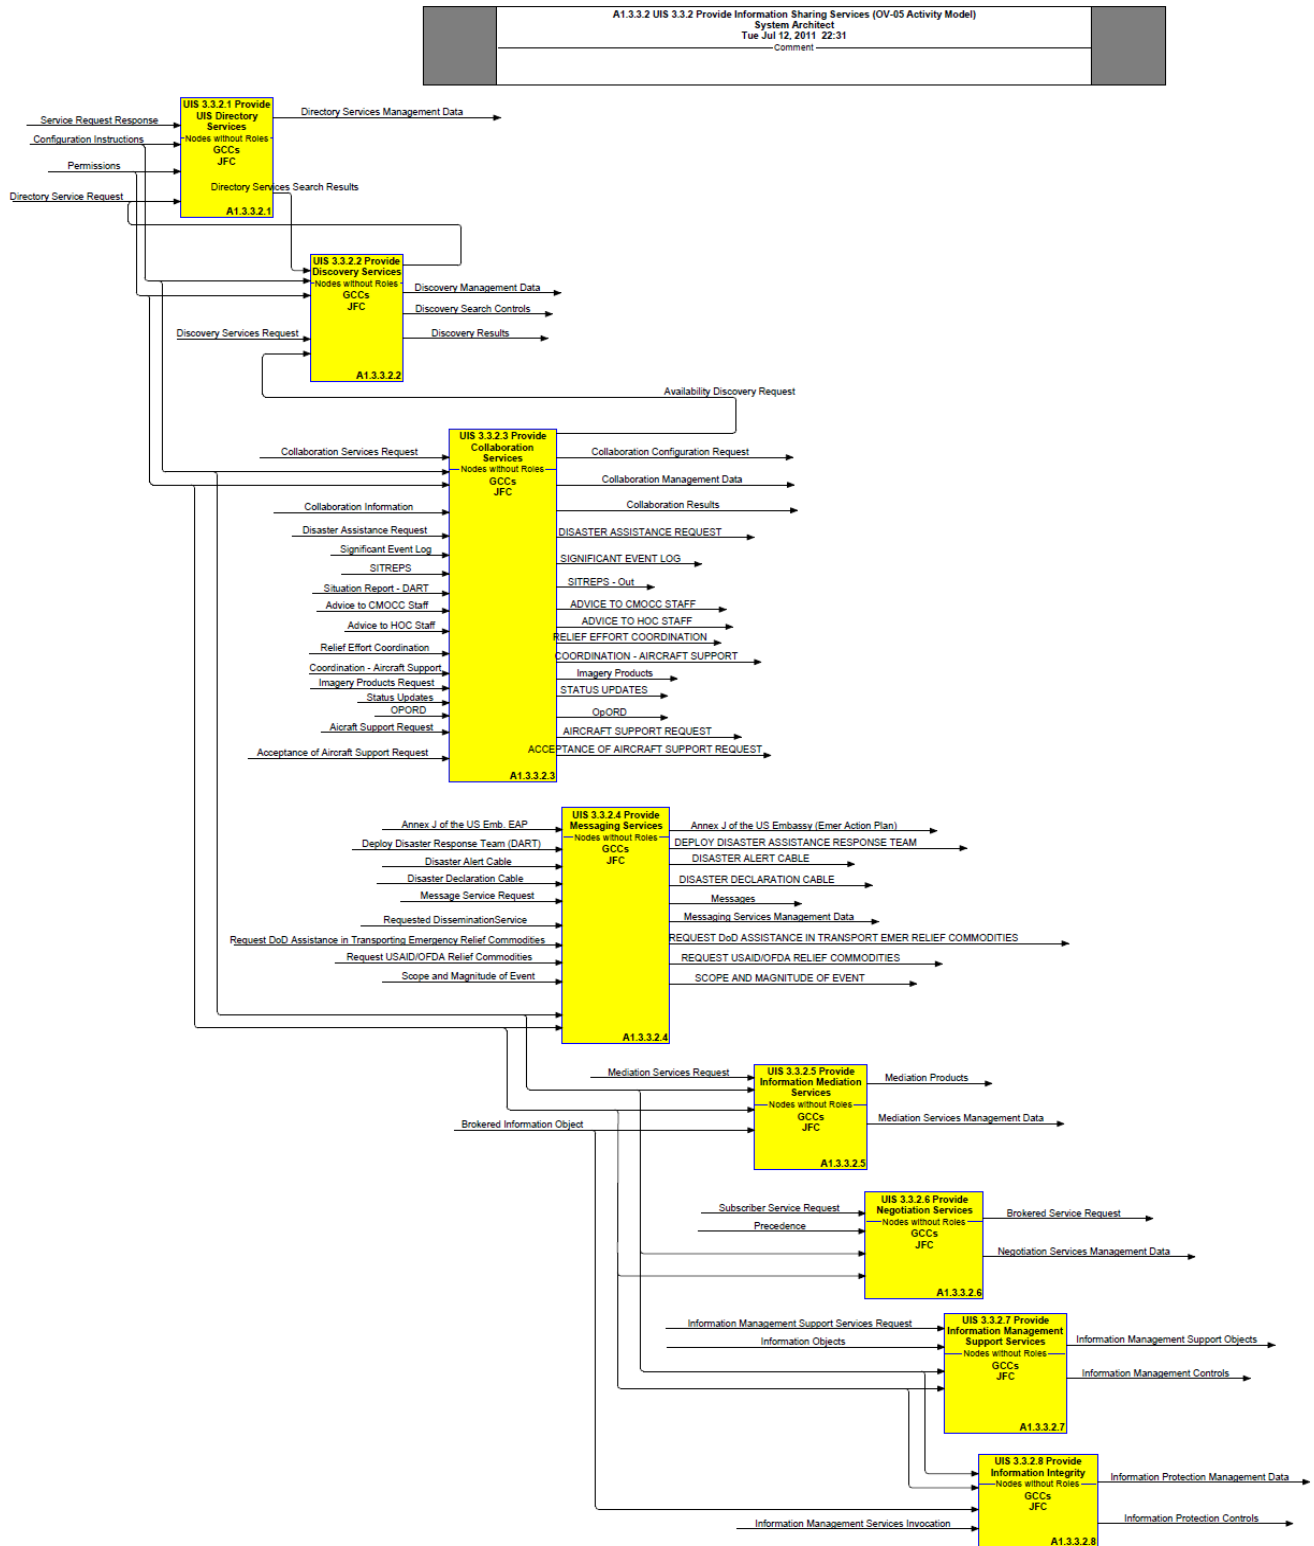 A1.3.3.2 UIS 3.3.2 Provide Information Sharing Services (OV-05 Activity Model)
System Architect
Tue Jul 12, 2011 22:31
Comment
UIS 3.3.2.1 Provide
UIS Directory
Services
Nodes without Roles
GCCs
JFC
A1.3.3.2.1
Service Request Response
Configuration Instructions
Permissions
Directory Service Request
Directory Services Management Data
Directory Services Search Results
UIS 3.3.2.2 Provide
Discovery Services
Nodes without Roles
GCCs
JFC
A1.3.3.2.2
Discovery Services Request
Discovery Management Data
Discovery Search Controls
Discovery Results
Availability Discovery Request
UIS 3.3.2.3 Provide
Collaboration
Services
Nodes without Roles
GCCs
JFC
A1.3.3.2.3
Collaboration Services Request
Collaboration Information
Disaster Assistance Request
Significant Event Log
SITREPS
Situation Report - DART
Advice to CMOCC Staff
Advice to HOC Staff
Relief Effort Coordination
Coordination - Aircraft Support
Imagery Products Request
Status Updates
OPORD
Aicraft Support Request
Acceptance of Aircraft Support Request
Collaboration Configuration Request
Collaboration Management Data
Collaboration Results
DISASTER ASSISTANCE REQUEST
SIGNIFICANT EVENT LOG
SITREPS - Out
ADVICE TO CMOCC STAFF
ADVICE TO HOC STAFF
RELIEF EFFORT COORDINATION
COORDINATION - AIRCRAFT SUPPORT
Imagery Products
STATUS UPDATES
OpORD
AIRCRAFT SUPPORT REQUEST
ACCEPTANCE OF AIRCRAFT SUPPORT REQUEST
UIS 3.3.2.4 Provide
Messaging Services
Nodes without Roles
GCCs
JFC
A1.3.3.2.4
Annex J of the US Emb. EAP
Deploy Disaster Response Team (DART)
Disaster Alert Cable
Disaster Declaration Cable
Message Service Request
Requested DisseminationService
Request DoD Assistance in Transporting Emergency Relief Commodities
Request USAID/OFDA Relief Commodities
Scope and Magnitude of Event
Annex J of the US Embassy (Emer Action Plan)
DEPLOY DISASTER ASSISTANCE RESPONSE TEAM
DISASTER ALERT CABLE
DISASTER DECLARATION CABLE
Messages
Messaging Services Management Data
REQUEST DoD ASSISTANCE IN TRANSPORT EMER RELIEF COMMODITIES
REQUEST USAID/OFDA RELIEF COMMODITIES
SCOPE AND MAGNITUDE OF EVENT
UIS 3.3.2.5 Provide
Information Mediation
Services
Nodes without Roles
GCCs
JFC
A1.3.3.2.5
Mediation Services Request
Brokered Information Object
Mediation Products
Mediation Services Management Data
UIS 3.3.2.6 Provide
Negotiation Services
Nodes without Roles
GCCs
JFC
A1.3.3.2.6
Subscriber Service Request
Precedence
Brokered Service Request
Negotiation Services Management Data
UIS 3.3.2.7 Provide
Information Management
Support Services
Nodes without Roles
GCCs
JFC
A1.3.3.2.7
Information Management Support Services Request
Information Objects
Information Management Support Objects
Information Management Controls
UIS 3.3.2.8 Provide
Information Integrity
Nodes without Roles
GCCs
JFC
A1.3.3.2.8
Information Management Services Invocation
Information Protection Management Data
Information Protection Controls